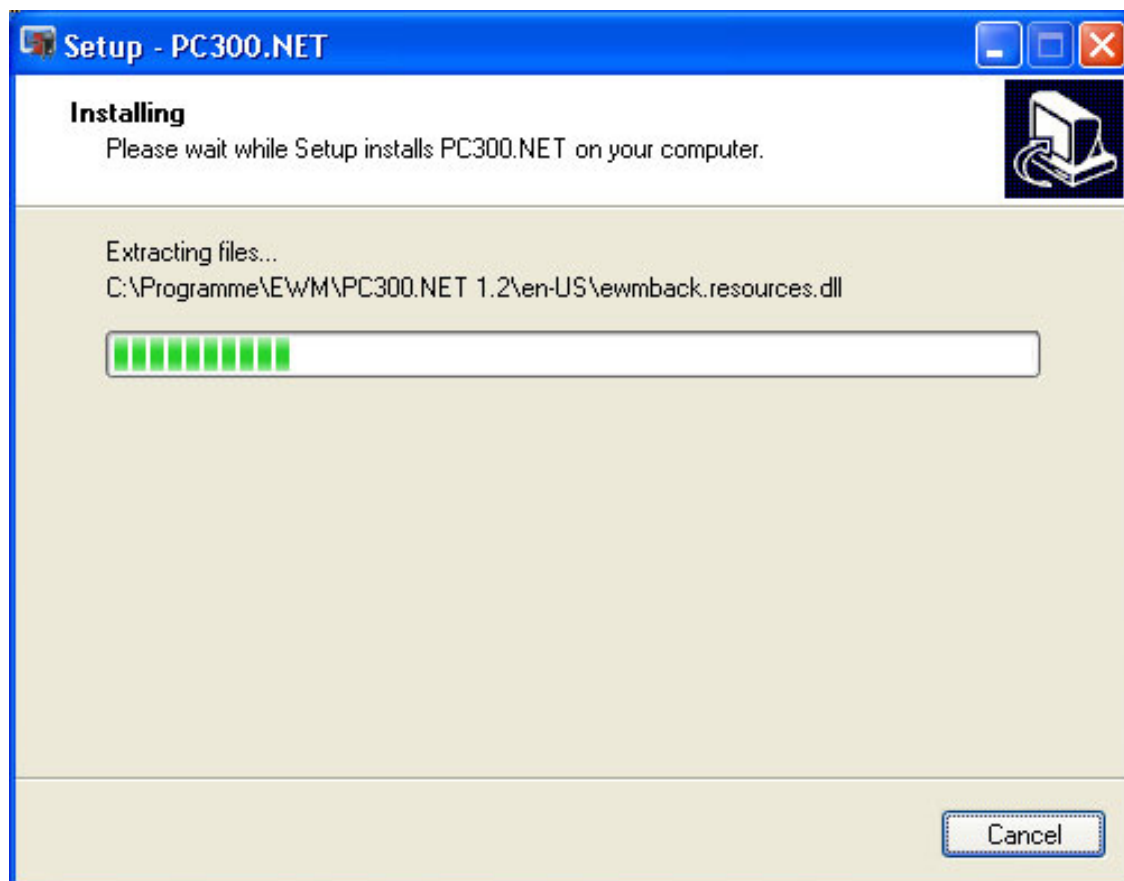 Setup - PC300.NET
Installing
Please wait while Setup installs PC300.NET on your computer.
Extracting files...
C:\Programme\EWM\PC300.NET 1.2\en-US\ewmback.resources.dll
Cancel